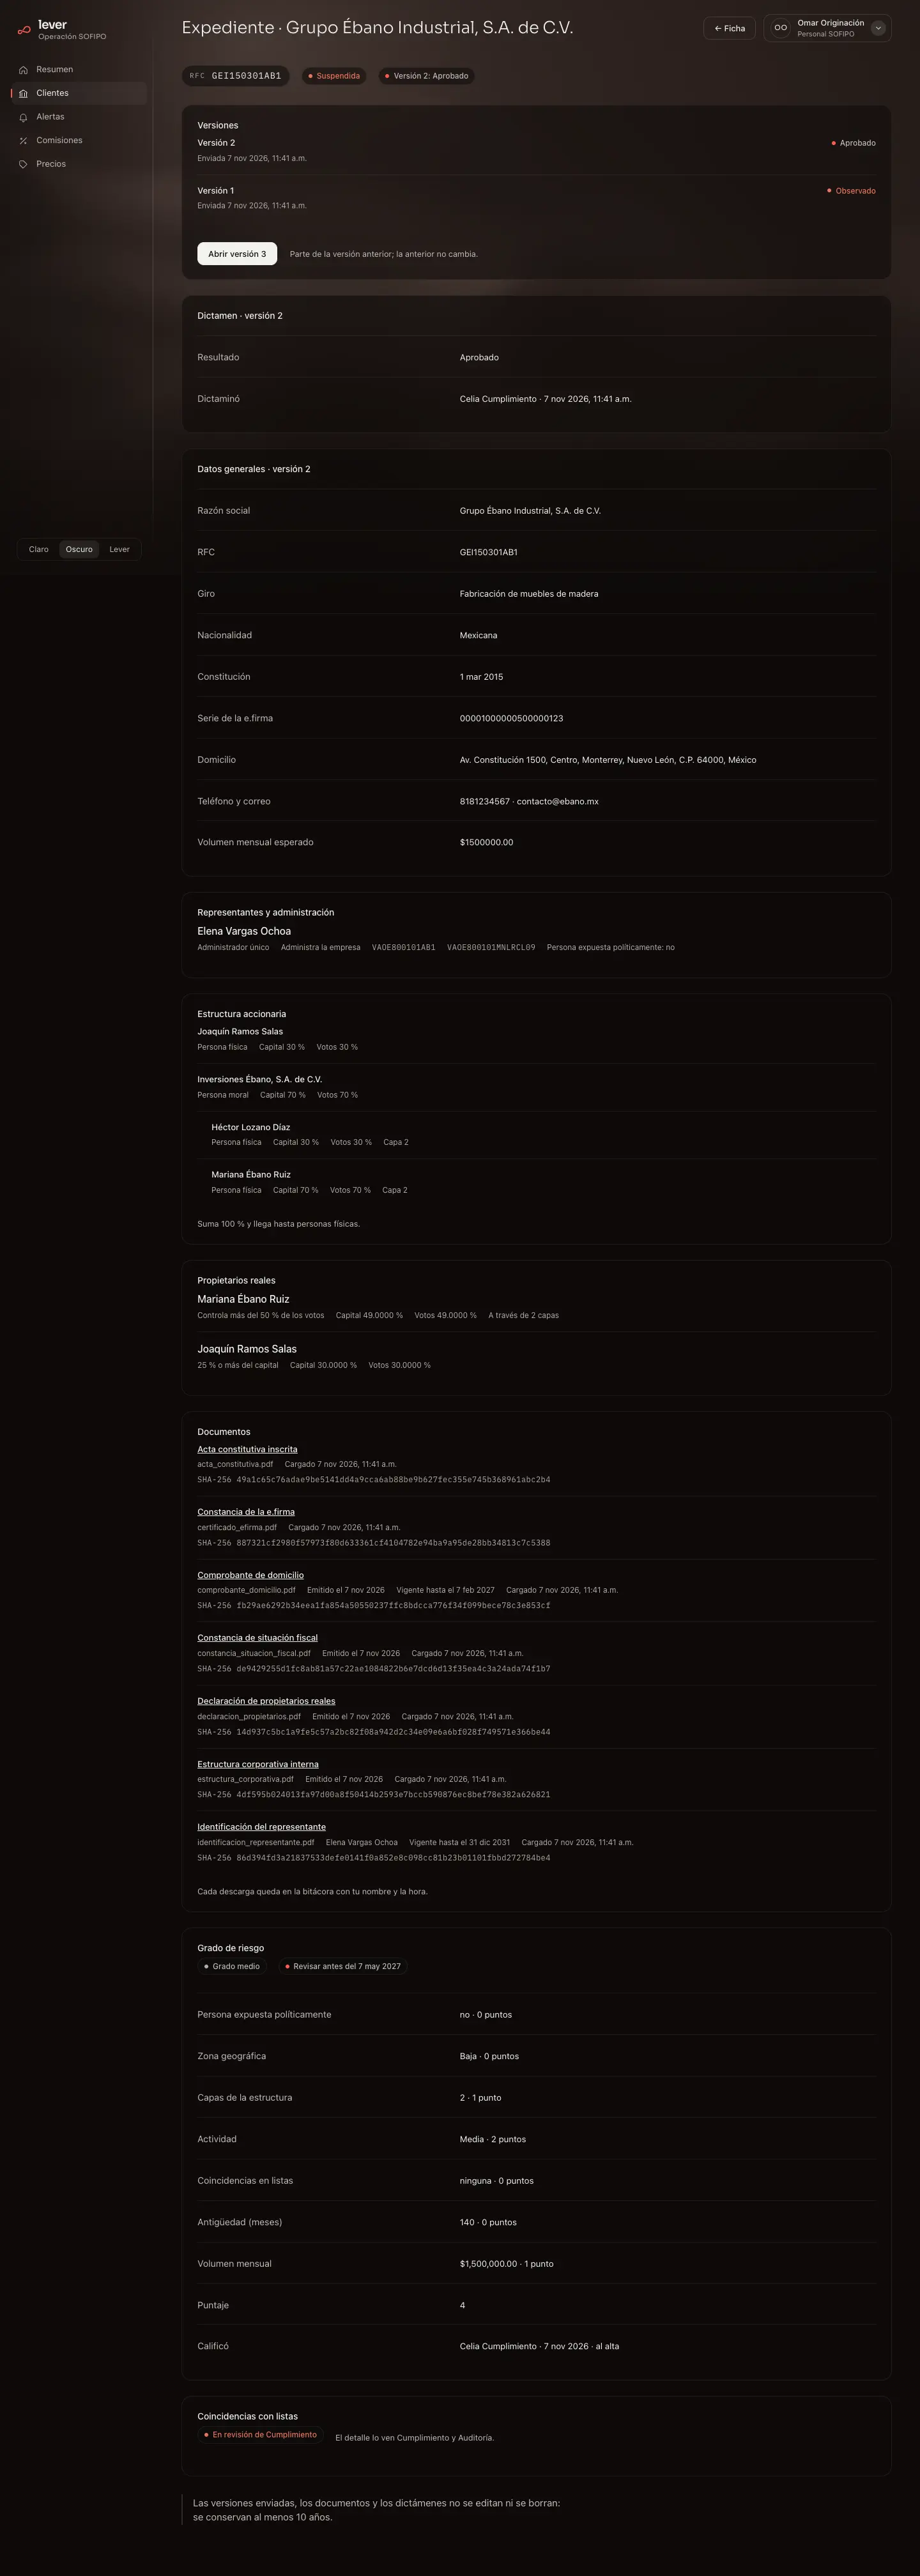 lever
Operación SOFIPO
Resumen
Clientes
Alertas
Comisiones
Precios
Claro Oscuro Lever
Expediente · Grupo Ébano Industrial, S.A. de C.V.
← Ficha
OO
Omar Originación
Personal SOFIPO
RFC GEI150301AB1
Suspendida
Versión 2: Aprobado
Versiones
Versión 2
Aprobado
Enviada 7 nov 2026, 11:41 a.m.
Versión 1
Observado
Enviada 7 nov 2026, 11:41 a.m.
Abrir versión 3
Parte de la versión anterior; la anterior no cambia.
Dictamen · versión 2
Resultado Aprobado
Dictaminó Celia Cumplimiento · 7 nov 2026, 11:41 a.m.
Datos generales · versión 2
Razón social Grupo Ébano Industrial, S.A. de C.V.
RFC GEI150301AB1
Giro Fabricación de muebles de madera
Nacionalidad Mexicana
Constitución 1 mar 2015
Serie de la e.firma 00001000000500000123
Domicilio Av. Constitución 1500, Centro, Monterrey, Nuevo León, C.P. 64000, México
Teléfono y correo 8181234567 · contacto@ebano.mx
Volumen mensual esperado $1500000.00
Representantes y administración
Elena Vargas Ochoa
Administrador único Administra la empresa VAOE800101AB1 VAOE800101MNLRCL09 Persona expuesta políticamente: no
Estructura accionaria
Joaquín Ramos Salas
Persona física Capital 30 % Votos 30 %
Inversiones Ébano, S.A. de C.V.
Persona moral Capital 70 % Votos 70 %
Héctor Lozano Díaz
Persona física Capital 30 % Votos 30 % Capa 2
Mariana Ébano Ruiz
Persona física Capital 70 % Votos 70 % Capa 2
Suma 100 % y llega hasta personas físicas.
Propietarios reales
Mariana Ébano Ruiz
Controla más del 50 % de los votos Capital 49.0000 % Votos 49.0000 % A través de 2 capas
Joaquín Ramos Salas
25 % o más del capital Capital 30.0000 % Votos 30.0000 %
Documentos
Acta constitutiva inscrita
acta_constitutiva.pdf Cargado 7 nov 2026, 11:41 a.m.
SHA-256 49a1c65c76adae9be5141dd4a9cca6ab88be9b627fec355e745b368961abc2b4
Constancia de la e.firma
certificado_efirma.pdf Cargado 7 nov 2026, 11:41 a.m.
SHA-256 887321cf2980f57973f80d633361cf4104782e94ba9a95de28bb34813c7c5388
Comprobante de domicilio
comprobante_domicilio.pdf Emitido el 7 nov 2026 Vigente hasta el 7 feb 2027 Cargado 7 nov 2026, 11:41 a.m.
SHA-256 fb29ae6292b34eea1fa854a50550237ffc8bdcca776f34f099bece78c3e853cf
Constancia de situación fiscal
constancia_situacion_fiscal.pdf Emitido el 7 nov 2026 Cargado 7 nov 2026, 11:41 a.m.
SHA-256 de9429255d1fc8ab81a57c22ae1084822b6e7dcd6d13f35ea4c3a24ada74f1b7
Declaración de propietarios reales
declaracion_propietarios.pdf Emitido el 7 nov 2026 Cargado 7 nov 2026, 11:41 a.m.
SHA-256 14d937c5bc1a9fe5c57a2bc82f08a942d2c34e09e6a6bf028f749571e366be44
Estructura corporativa interna
estructura_corporativa.pdf Emitido el 7 nov 2026 Cargado 7 nov 2026, 11:41 a.m.
SHA-256 4df595b024013fa97d00a8f50414b2593e7bccb590876ec8bef78e382a626821
Identificación del representante
identificacion_representante.pdf Elena Vargas Ochoa Vigente hasta el 31 dic 2031 Cargado 7 nov 2026, 11:41 a.m.
SHA-256 86d394fd3a21837533defe0141f0a852e8c098cc81b23b01101fbbd272784be4
Cada descarga queda en la bitácora con tu nombre y la hora.
Grado de riesgo
Grado medio
Revisar antes del 7 may 2027
Persona expuesta políticamente no · 0 puntos
Zona geográfica Baja · 0 puntos
Capas de la estructura 2 · 1 punto
Actividad Media · 2 puntos
Coincidencias en listas ninguna · 0 puntos
Antigüedad (meses) 140 · 0 puntos
Volumen mensual $1,500,000.00 · 1 punto
Puntaje 4
Calificó Celia Cumplimiento · 7 nov 2026 · al alta
Coincidencias con listas
En revisión de Cumplimiento
El detalle lo ven Cumplimiento y Auditoría.
Las versiones enviadas, los documentos y los dictámenes no se editan ni se borran:
se conservan al menos 10 años.